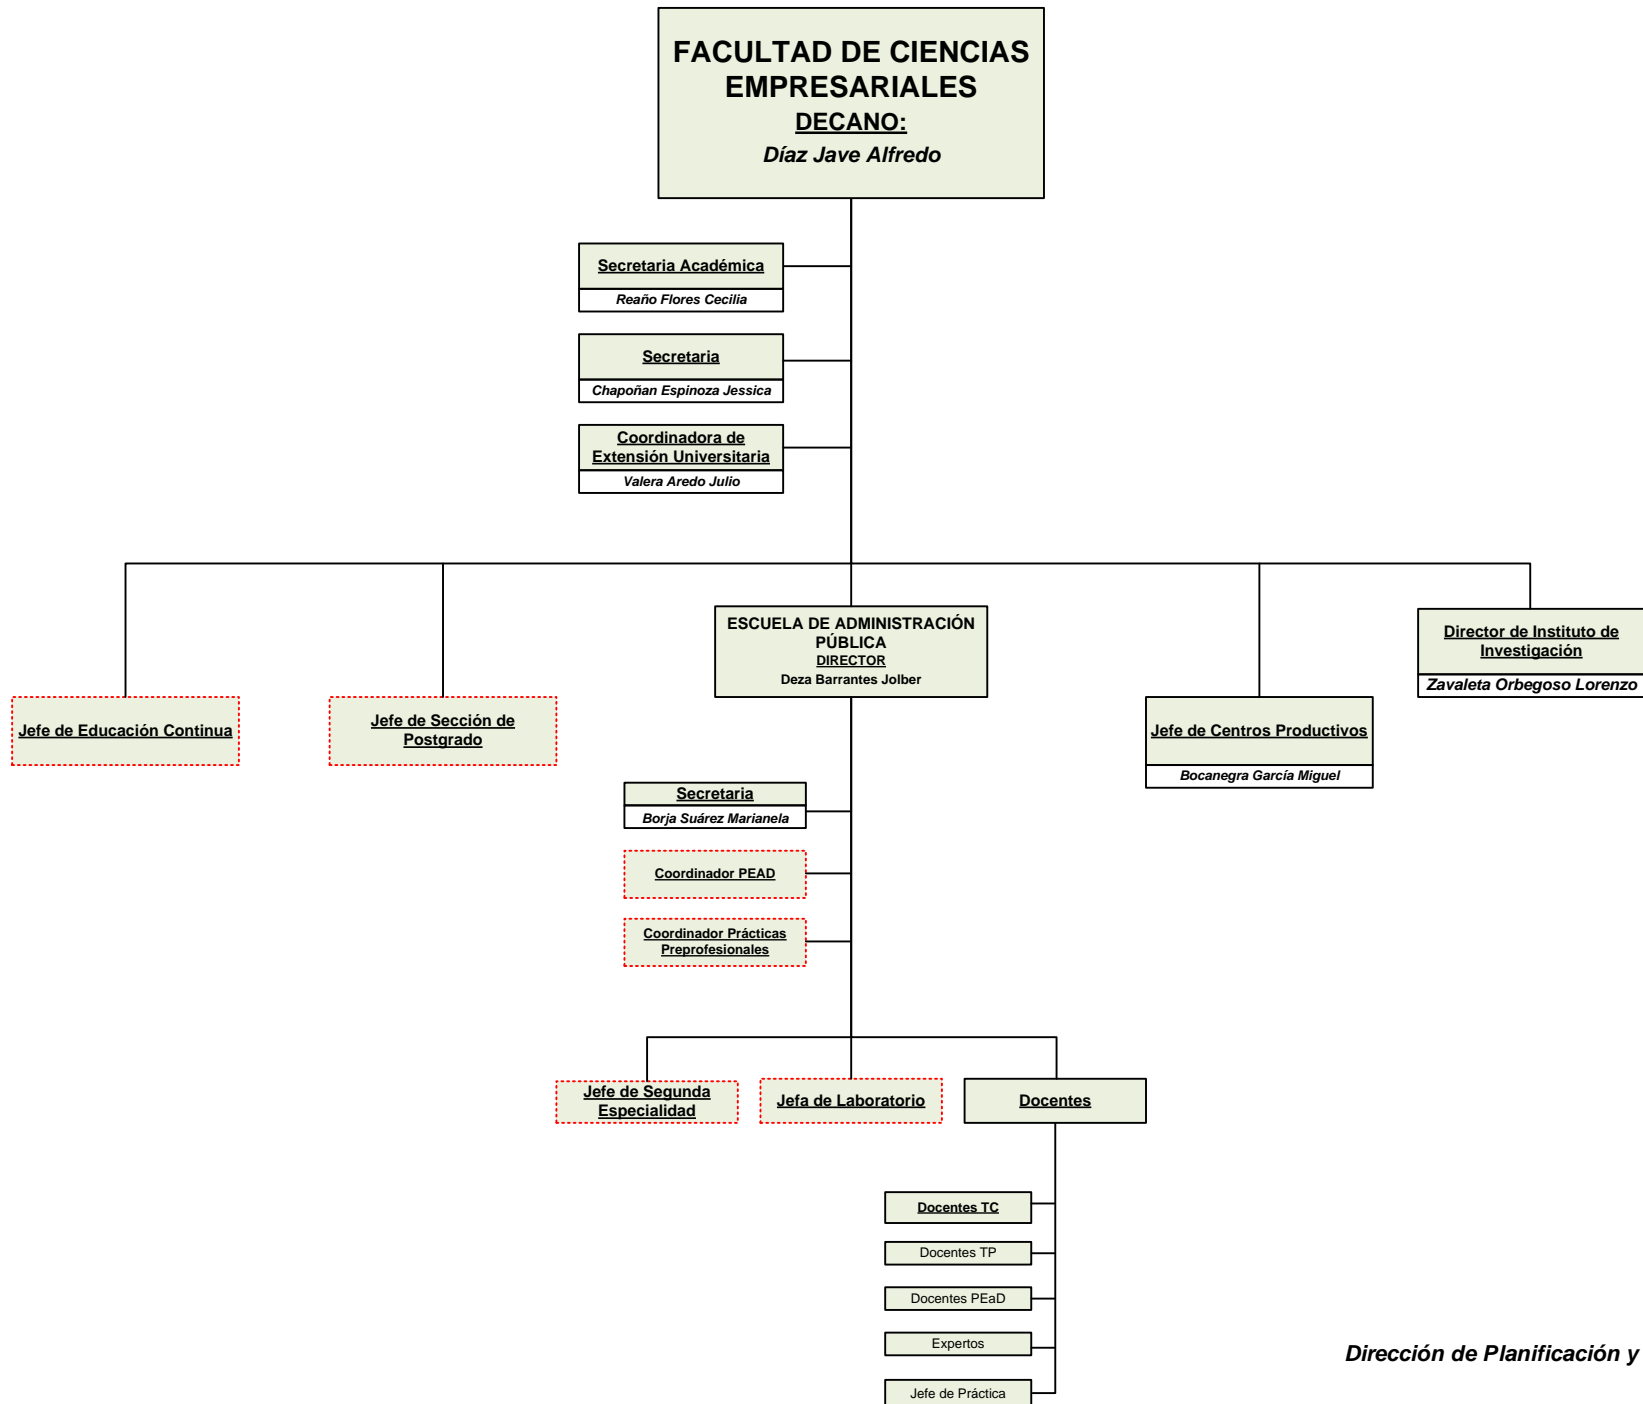 FACULTAD DE CIENCIAS
EMPRESARIALES
DECANO:
Díaz Jave Alfredo
Secretaria Académica
Reaño Flores Cecilia
Secretaria
Chapoñan Espinoza Jessica
Coordinadora de
Extensión Universitaria
Valera Aredo Julio
Jefe de Educación Continua
Jefe de Sección de
Postgrado
ESCUELA DE ADMINISTRACIÓN
PÚBLICA
DIRECTOR
Deza Barrantes Jolber
Jefe de Centros Productivos
Bocanegra García Miguel
Director de Instituto de
Investigación
Zavaleta Orbegoso Lorenzo
Secretaria
Borja Suárez Marianela
Coordinador PEAD
Coordinador Prácticas
Preprofesionales
Jefe de Segunda
Especialidad
Jefa de Laboratorio
Docentes
Docentes TC
Docentes TP
Docentes PEaD
Expertos
Jefe de Práctica
Dirección de Planificación y